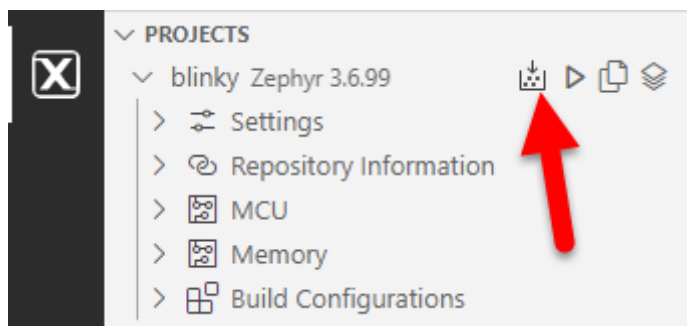 PROJECTS
blinky Zephyr 3.6.99
Settings
Repository Information
MCU
Memory
Build Configurations